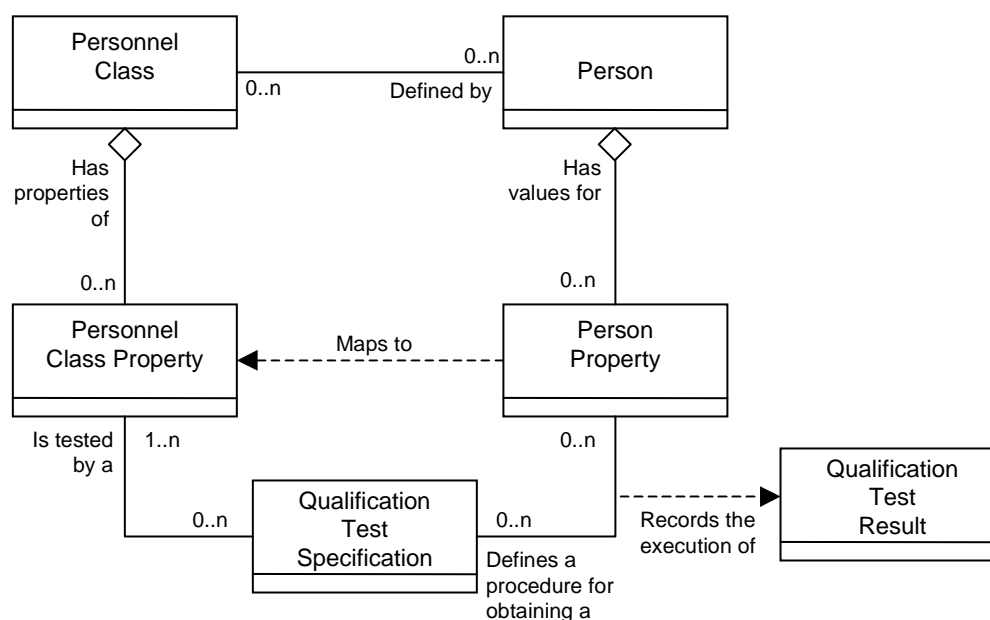 Personnel
Class
Person
0..n
0..n
Defined by
Has
properties
of
Has
values for
0..n
0..n
Personnel
Class Property
Maps to
Person
Property
Is tested
by a
1..n
0..n
Qualification
Test
Result
Qualification
Test
Specification
0..n
0..n
Records the
execution of
Defines a
procedure for
obtaining a